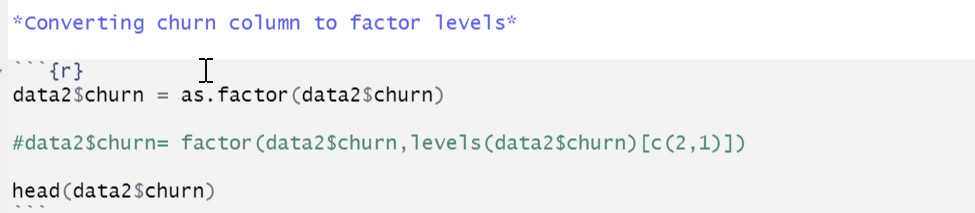 *Converting churn column to factor levels*
```{r}
data2$churn = as.factor(data2$churn)
#data2$churn= factor(data2$churn,levels(data2$churn)[c(2,1)])
head(data2$churn)
```